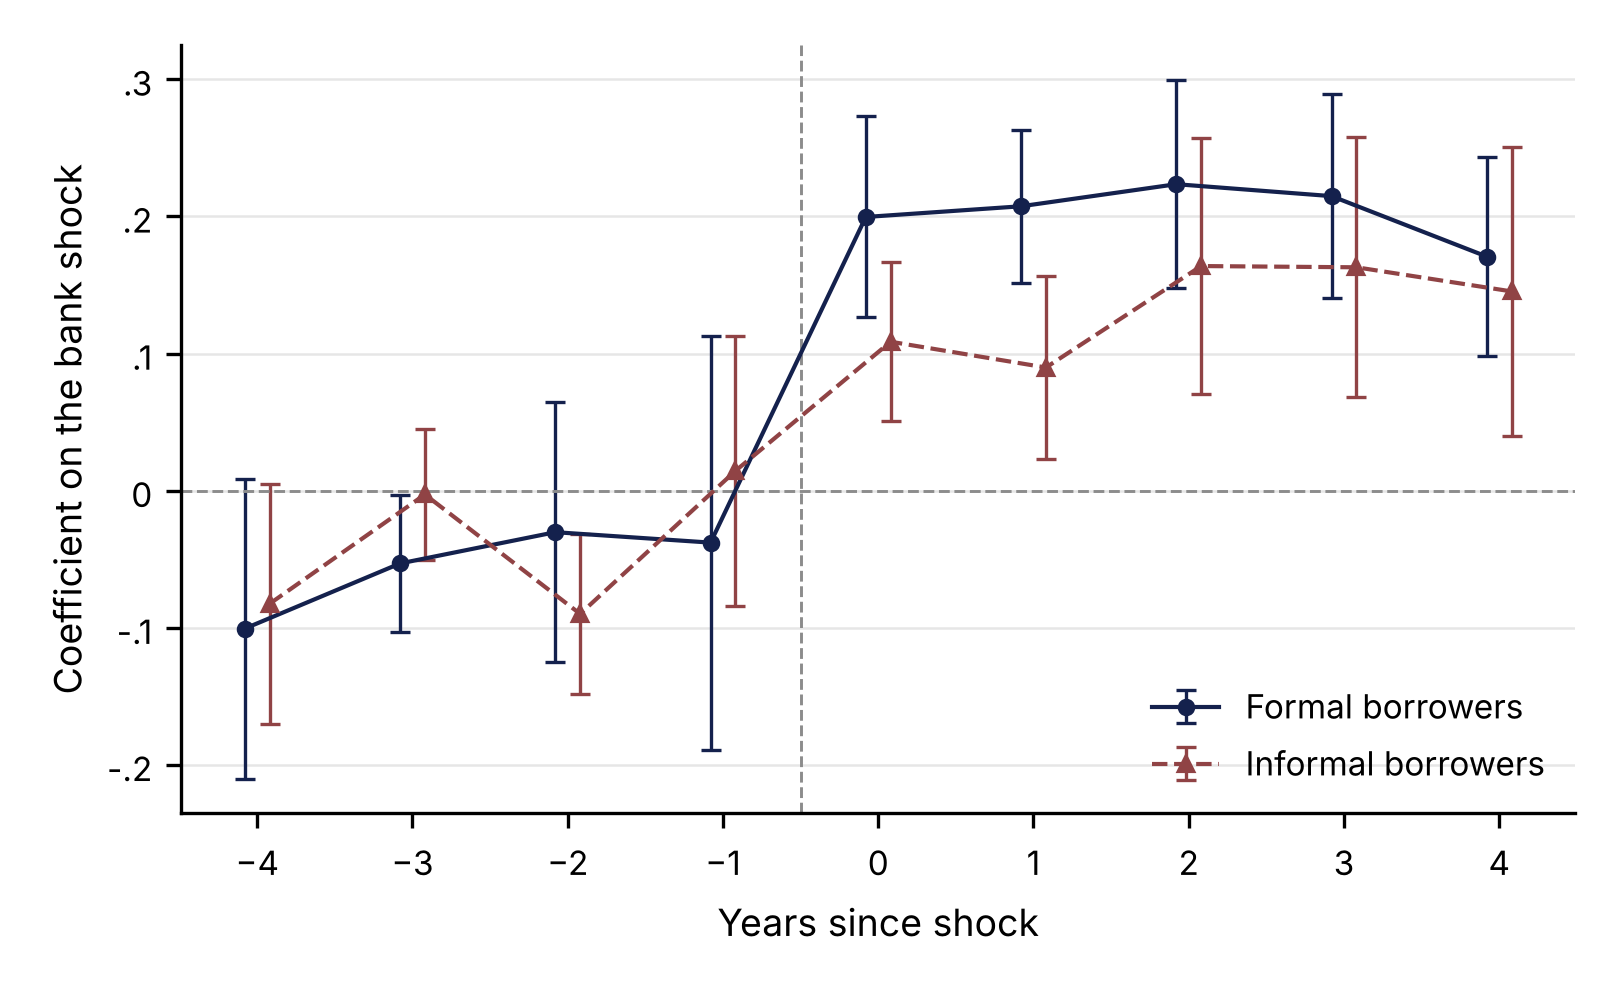 .3
.2
.1
0
-.1
-.2
Coefficient on the bank shock
−4 −3 −2 −1 0 1 2 3 4
Years since shock
Formal borrowers
Informal borrowers